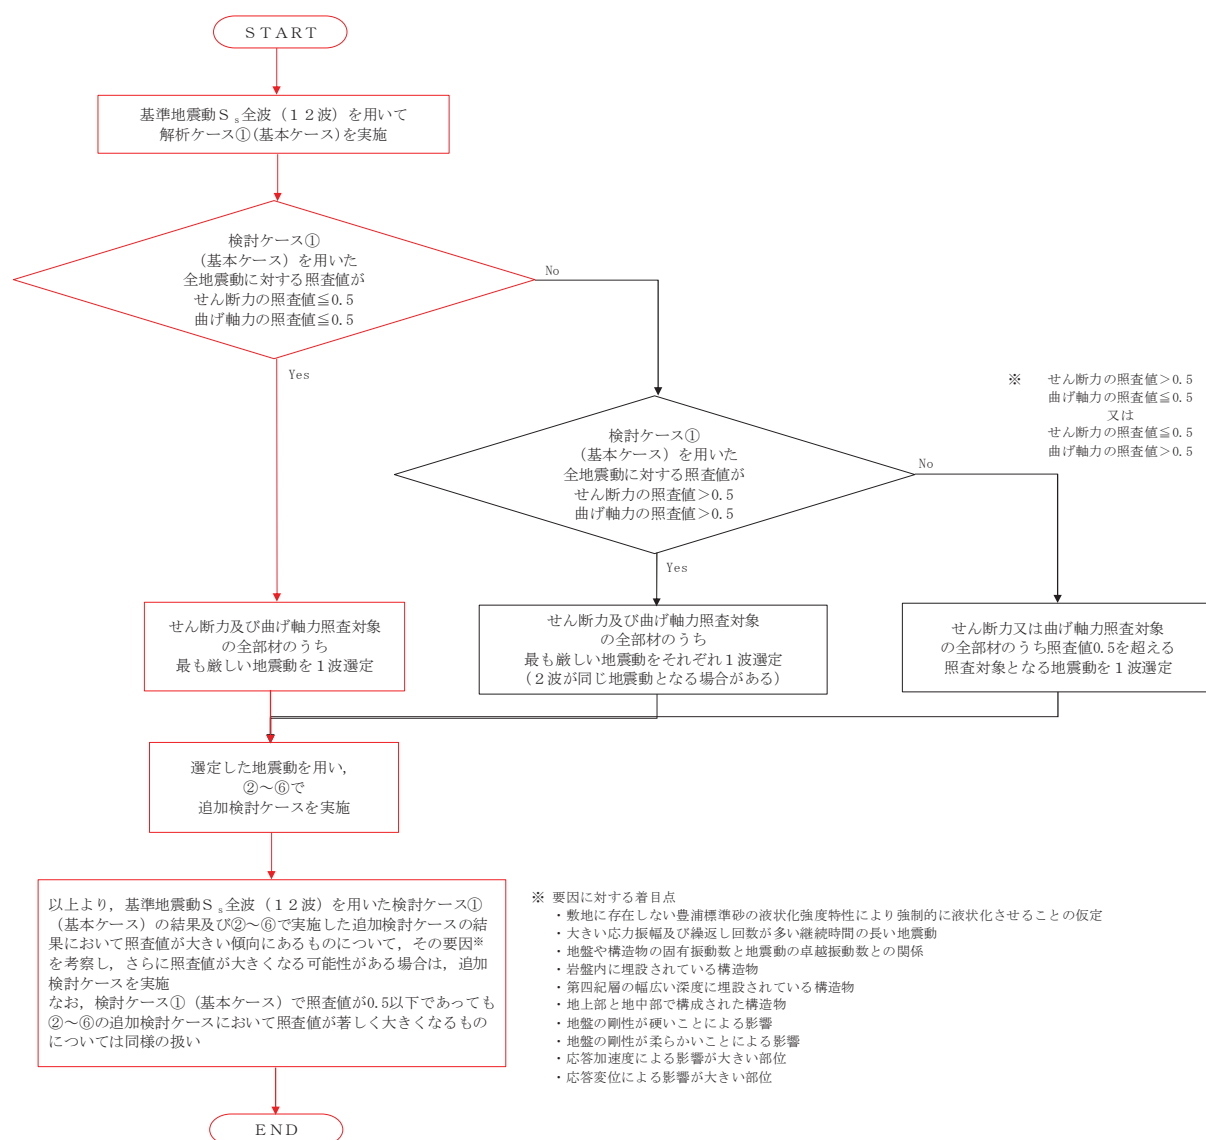 ＳＴＡＲＴ
基準地震動Ｓｓ全波（１２波）を用いて
解析ケース①(基本ケース)を実施
検討ケース①
（基本ケース）を用いた
全地震動に対する照査値が
せん断力の照査値≦0.5
曲げ軸力の照査値≦0.5
No
Yes
※　せん断力の照査値＞0.5
曲げ軸力の照査値≦0.5
又は
せん断力の照査値≦0.5
曲げ軸力の照査値＞0.5
検討ケース①
（基本ケース）を用いた
全地震動に対する照査値が
せん断力の照査値＞0.5
曲げ軸力の照査値＞0.5
No
Yes
せん断力及び曲げ軸力照査対象
の全部材のうち
最も厳しい地震動を１波選定
せん断力及び曲げ軸力照査対象
の全部材のうち
最も厳しい地震動をそれぞれ１波選定
（２波が同じ地震動となる場合がある）
せん断力又は曲げ軸力照査対象
の全部材のうち照査値0.5を超える
照査対象となる地震動を１波選定
選定した地震動を用い，
②～⑥で
追加検討ケースを実施
以上より，基準地震動Ｓｓ全波（１２波）を用いた検討ケース①
（基本ケース）の結果及び②～⑥で実施した追加検討ケースの結
果において照査値が大きい傾向にあるものについて，その要因※
を考察し，さらに照査値が大きくなる可能性がある場合は，追加
検討ケースを実施
なお，検討ケース①（基本ケース）で照査値が0.5以下であっても
②～⑥の追加検討ケースにおいて照査値が著しく大きくなるもの
については同様の扱い
※ 要因に対する着目点
・敷地に存在しない豊浦標準砂の液状化強度特性により強制的に液状化させることの仮定
・大きい応力振幅及び繰返し回数が多い継続時間の長い地震動
・地盤や構造物の固有振動数と地震動の卓越振動数との関係
・岩盤内に埋設されている構造物
・第四紀層の幅広い深度に埋設されている構造物
・地上部と地中部で構成された構造物
・地盤の剛性が硬いことによる影響
・地盤の剛性が柔らかいことによる影響
・応答加速度による影響が大きい部位
・応答変位による影響が大きい部位
ＥＮＤ